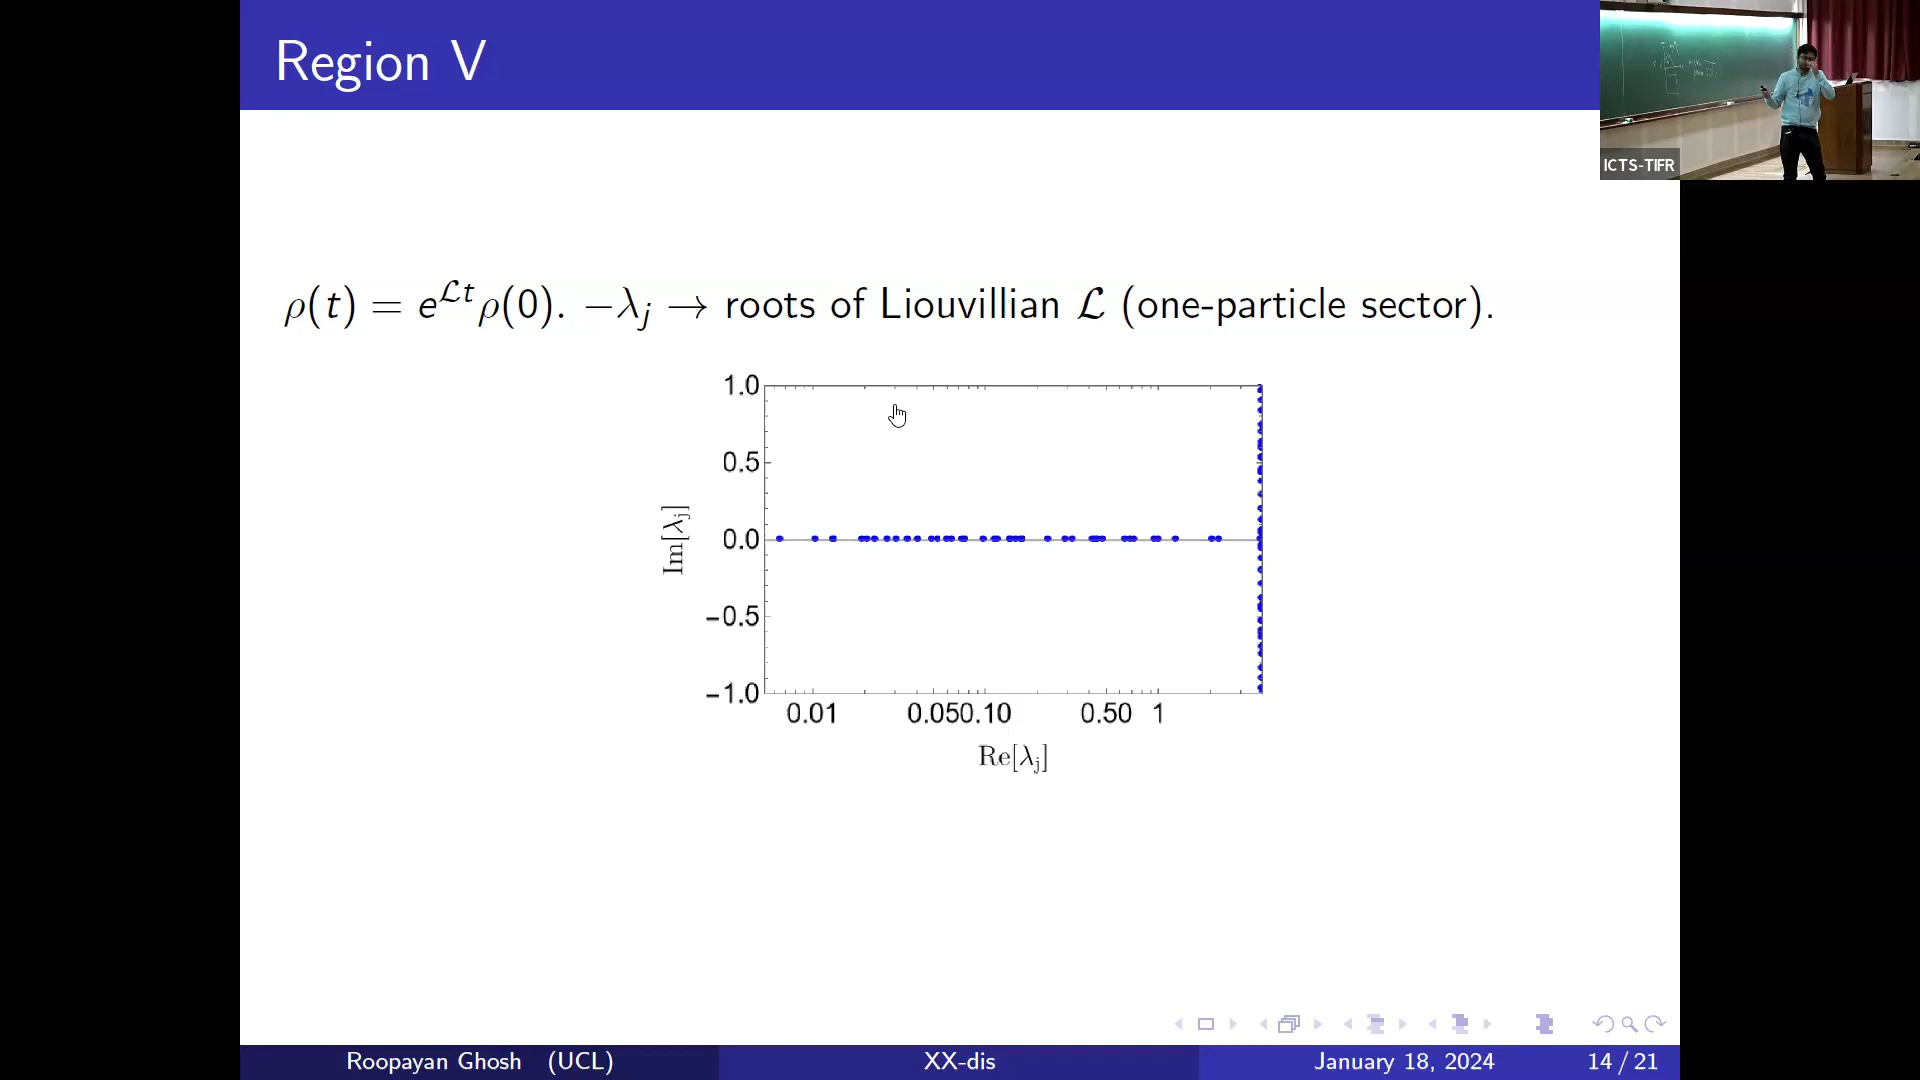 Region V
ICTS-TIFR
ρ(t) = e^{ℒt}ρ(0). −λ_j → roots of Liouvillian ℒ (one-particle sector).
1.0
0.5
0.0
−0.5
−1.0
Im[λ_j]
0.01 0.05 0.10 0.50 1
Re[λ_j]
Roopayan Ghosh (UCL) XX-dis January 18, 2024 14 / 21